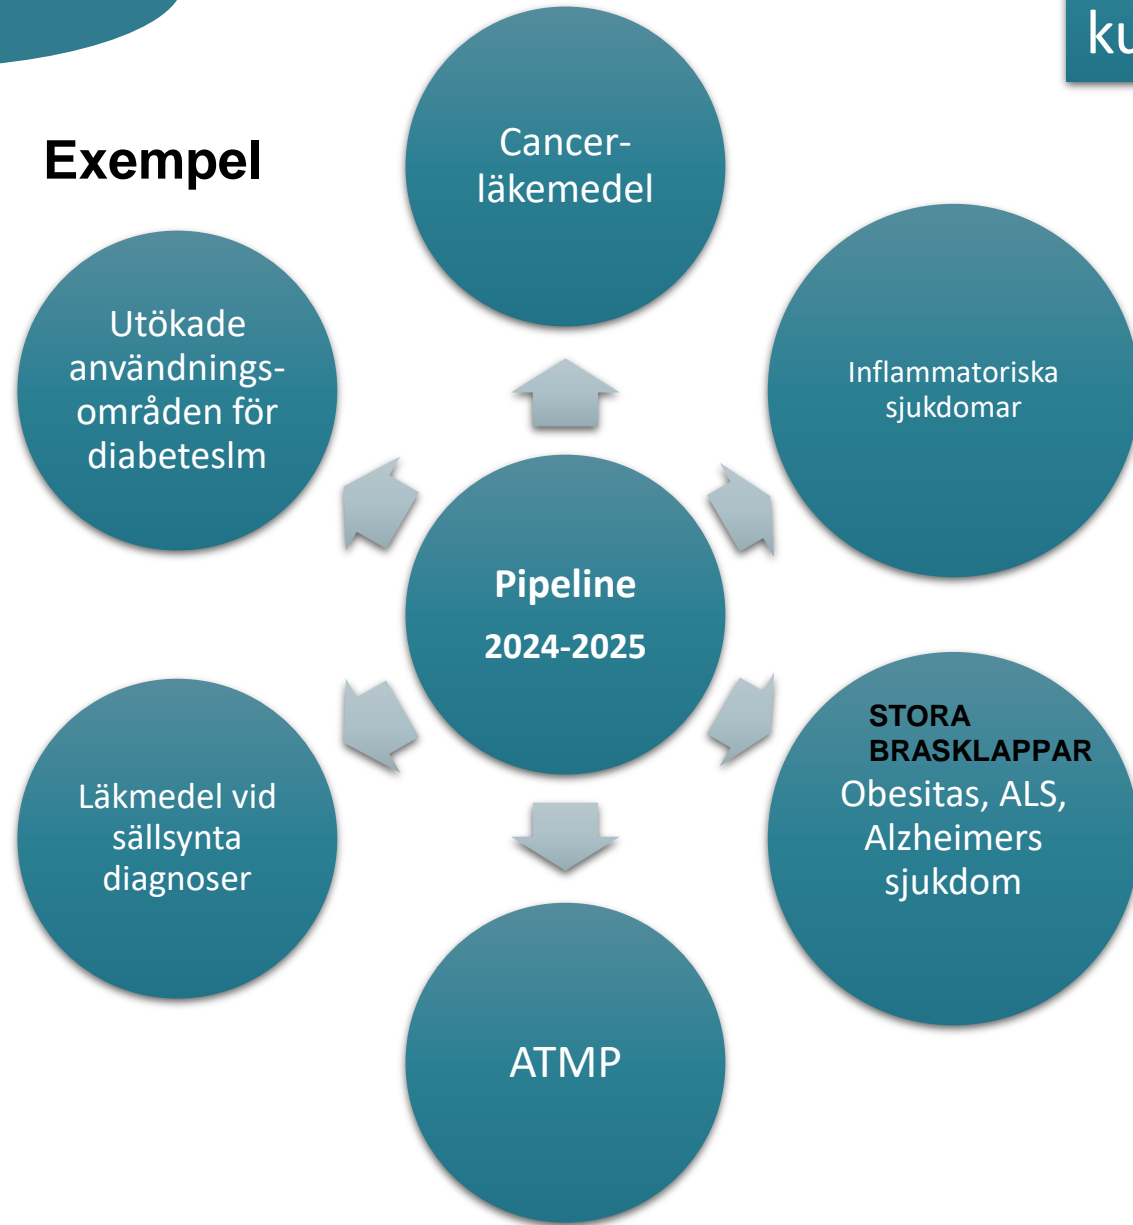 ku
Exempel
Cancer-
läkemedel
Utökade
användnings-
områden för
diabeteslm
Inflammatoriska
sjukdomar
Pipeline
2024-2025
STORA
BRASKLAPPAR
Obesitas, ALS,
Alzheimers
sjukdom
Läkmedel vid
sällsynta
diagnoser
ATMP